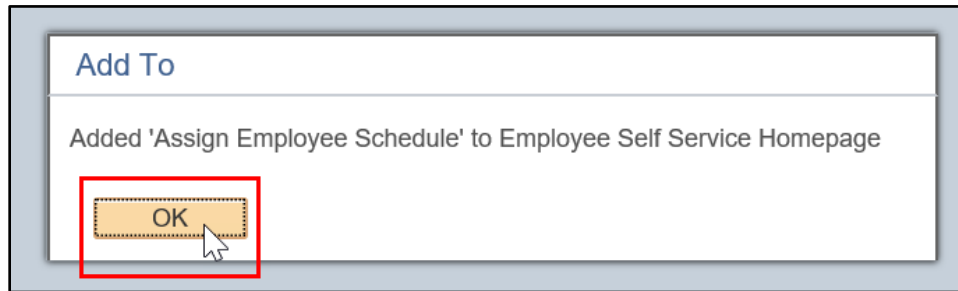 Add To
Added 'Assign Employee Schedule' to Employee Self Service Homepage
OK